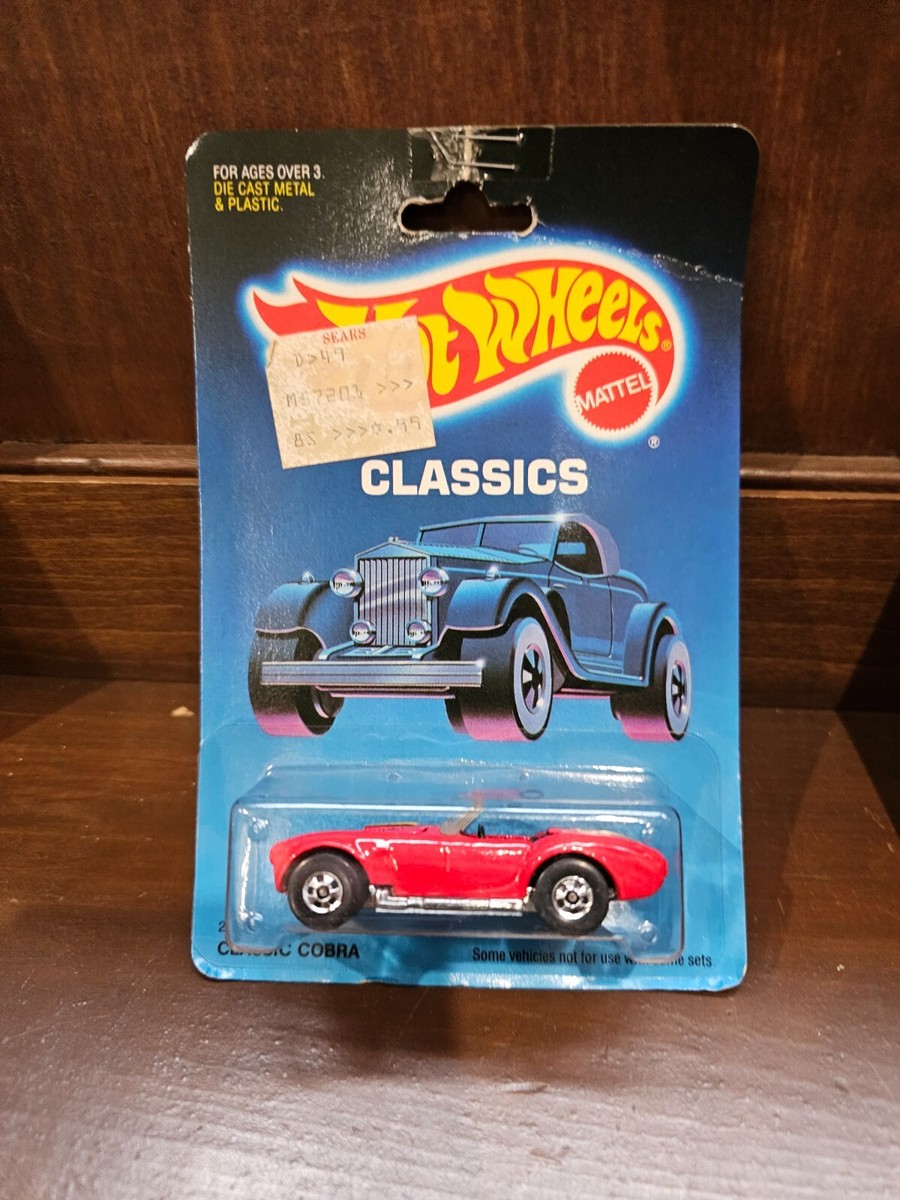 FOR AGES OVER 3.
DIE CAST METAL
& PLASTIC.
Hot Wheels®
SEARS
MATTEL
®
CLASSICS
CLASSIC COBRA
Some vehicles not for use with some sets.